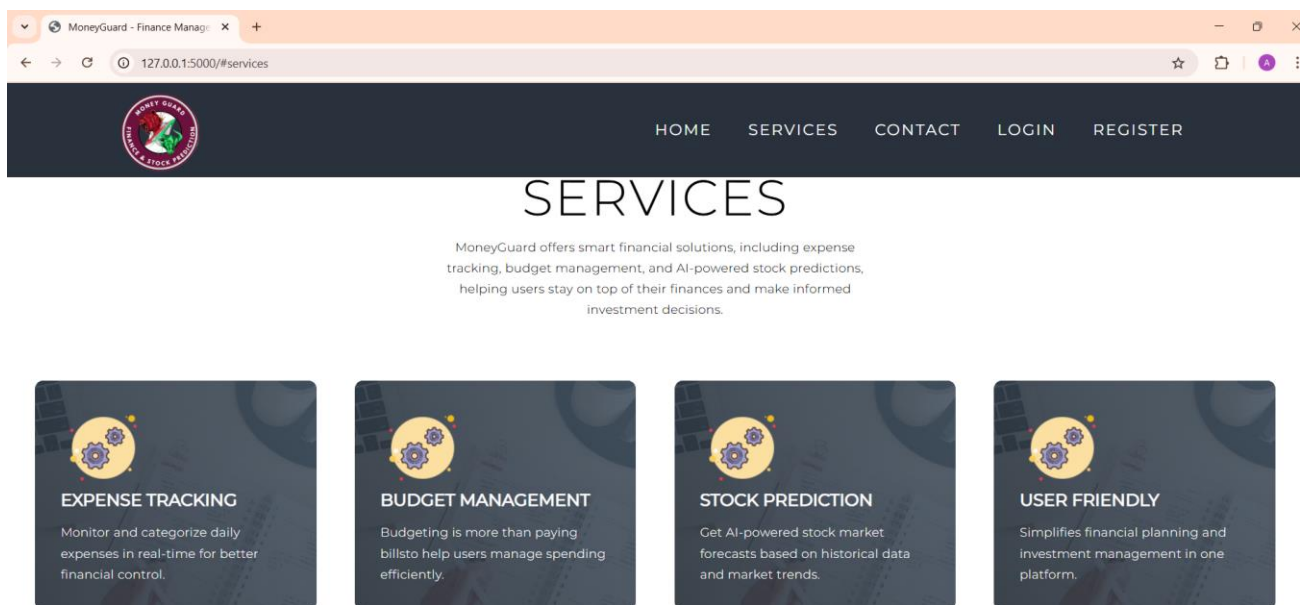 MoneyGuard - Finance Manage
127.0.0.1:5000/#services
A
MONEY GUARD
FINANCE & STOCK PREDICTION
HOME SERVICES CONTACT LOGIN REGISTER
SERVICES
MoneyGuard offers smart financial solutions, including expense
tracking, budget management, and AI-powered stock predictions,
helping users stay on top of their finances and make informed
investment decisions.
EXPENSE TRACKING
Monitor and categorize daily
expenses in real-time for better
financial control.
BUDGET MANAGEMENT
Budgeting is more than paying
billsto help users manage spending
efficiently.
STOCK PREDICTION
Get AI-powered stock market
forecasts based on historical data
and market trends.
USER FRIENDLY
Simplifies financial planning and
investment management in one
platform.